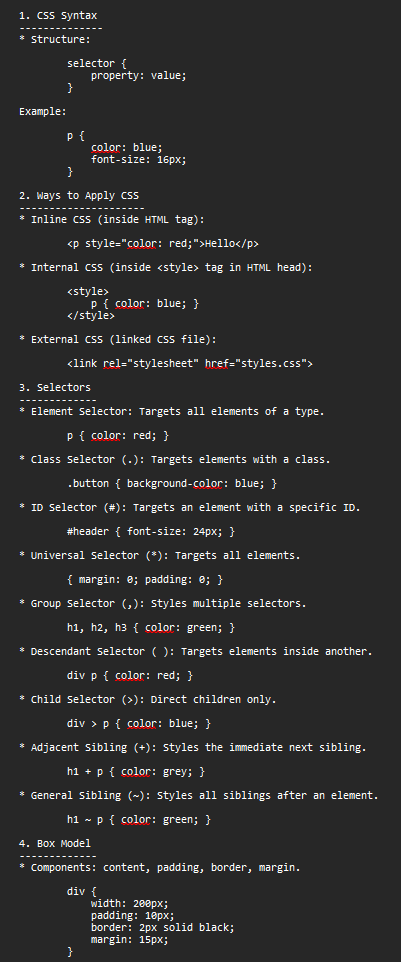 1. CSS Syntax
--------------
* Structure:
selector {
property: value;
}
Example:
p {
color: blue;
font-size: 16px;
}
2. Ways to Apply CSS
---------------------
* Inline CSS (inside HTML tag):
<p style="color: red;">Hello</p>
* Internal CSS (inside <style> tag in HTML head):
<style>
p { color: blue; }
</style>
* External CSS (linked CSS file):
<link rel="stylesheet" href="styles.css">
3. Selectors
-------------
* Element Selector: Targets all elements of a type.
p { color: red; }
* Class Selector (.): Targets elements with a class.
.button { background-color: blue; }
* ID Selector (#): Targets an element with a specific ID.
#header { font-size: 24px; }
* Universal Selector (*): Targets all elements.
{ margin: 0; padding: 0; }
* Group Selector (,): Styles multiple selectors.
h1, h2, h3 { color: green; }
* Descendant Selector ( ): Targets elements inside another.
div p { color: red; }
* Child Selector (>): Direct children only.
div > p { color: blue; }
* Adjacent Sibling (+): Styles the immediate next sibling.
h1 + p { color: grey; }
* General Sibling (~): Styles all siblings after an element.
h1 ~ p { color: green; }
4. Box Model
-------------
* Components: content, padding, border, margin.
div {
width: 200px;
padding: 10px;
border: 2px solid black;
margin: 15px;
}